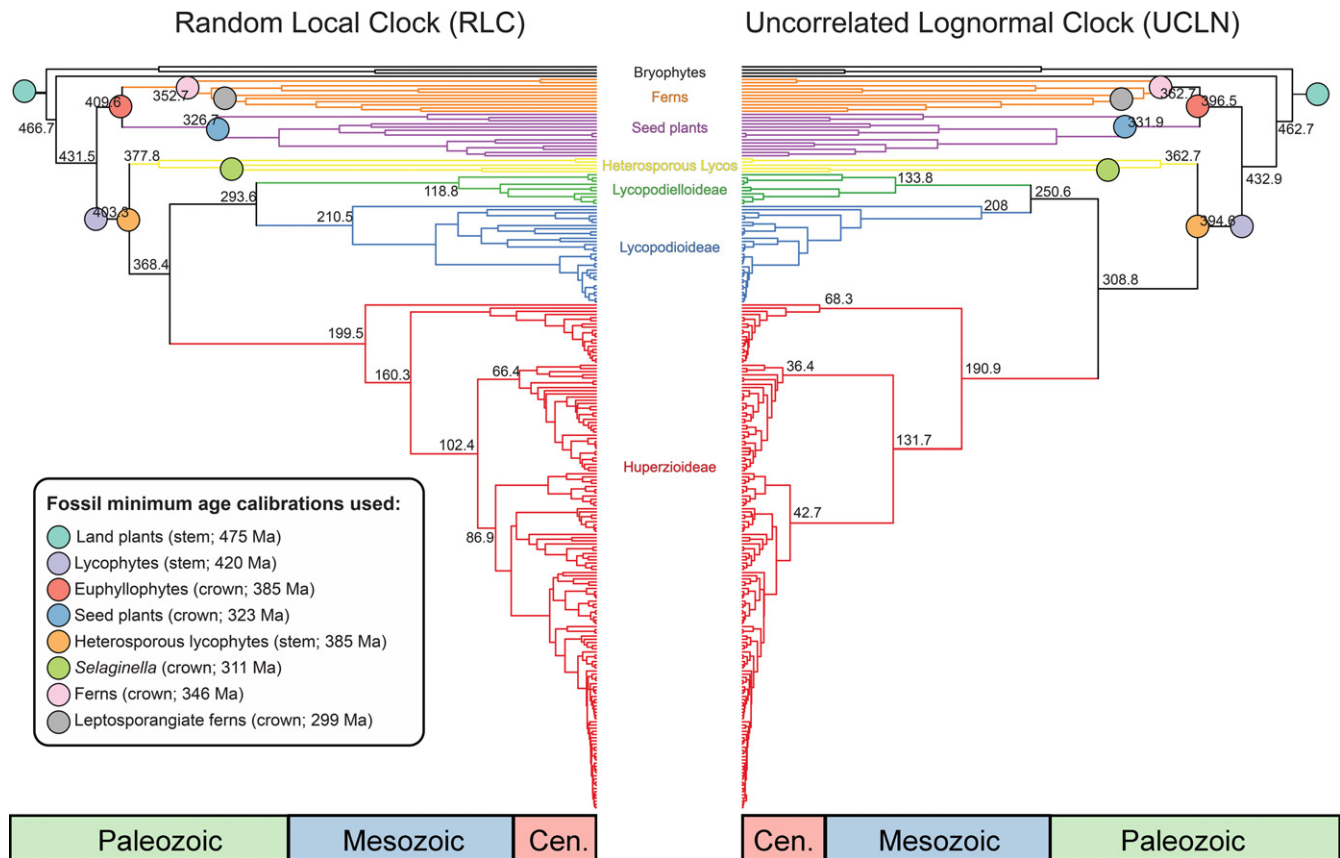 Random Local Clock (RLC)
Uncorrelated Lognormal Clock (UCLN)
Bryophytes
Ferns
Seed plants
Heterosporous Lycos
Lycopodielloideae
Lycopodioideae
Huperzioideae
466.7
431.5
409.6
352.7
326.7
377.8
403.3
293.6
118.8
210.5
368.4
199.5
160.3
66.4
102.4
86.9
362.7
396.5
331.9
462.7
362.7
432.9
133.8
250.6
208
394.6
308.8
68.3
36.4
190.9
131.7
42.7
Fossil minimum age calibrations used:
Land plants (stem; 475 Ma)
Lycophytes (stem; 420 Ma)
Euphyllophytes (crown; 385 Ma)
Seed plants (crown; 323 Ma)
Heterosporous lycophytes (stem; 385 Ma)
Selaginella (crown; 311 Ma)
Ferns (crown; 346 Ma)
Leptosporangiate ferns (crown; 299 Ma)
Paleozoic
Mesozoic
Cen.
Cen.
Mesozoic
Paleozoic